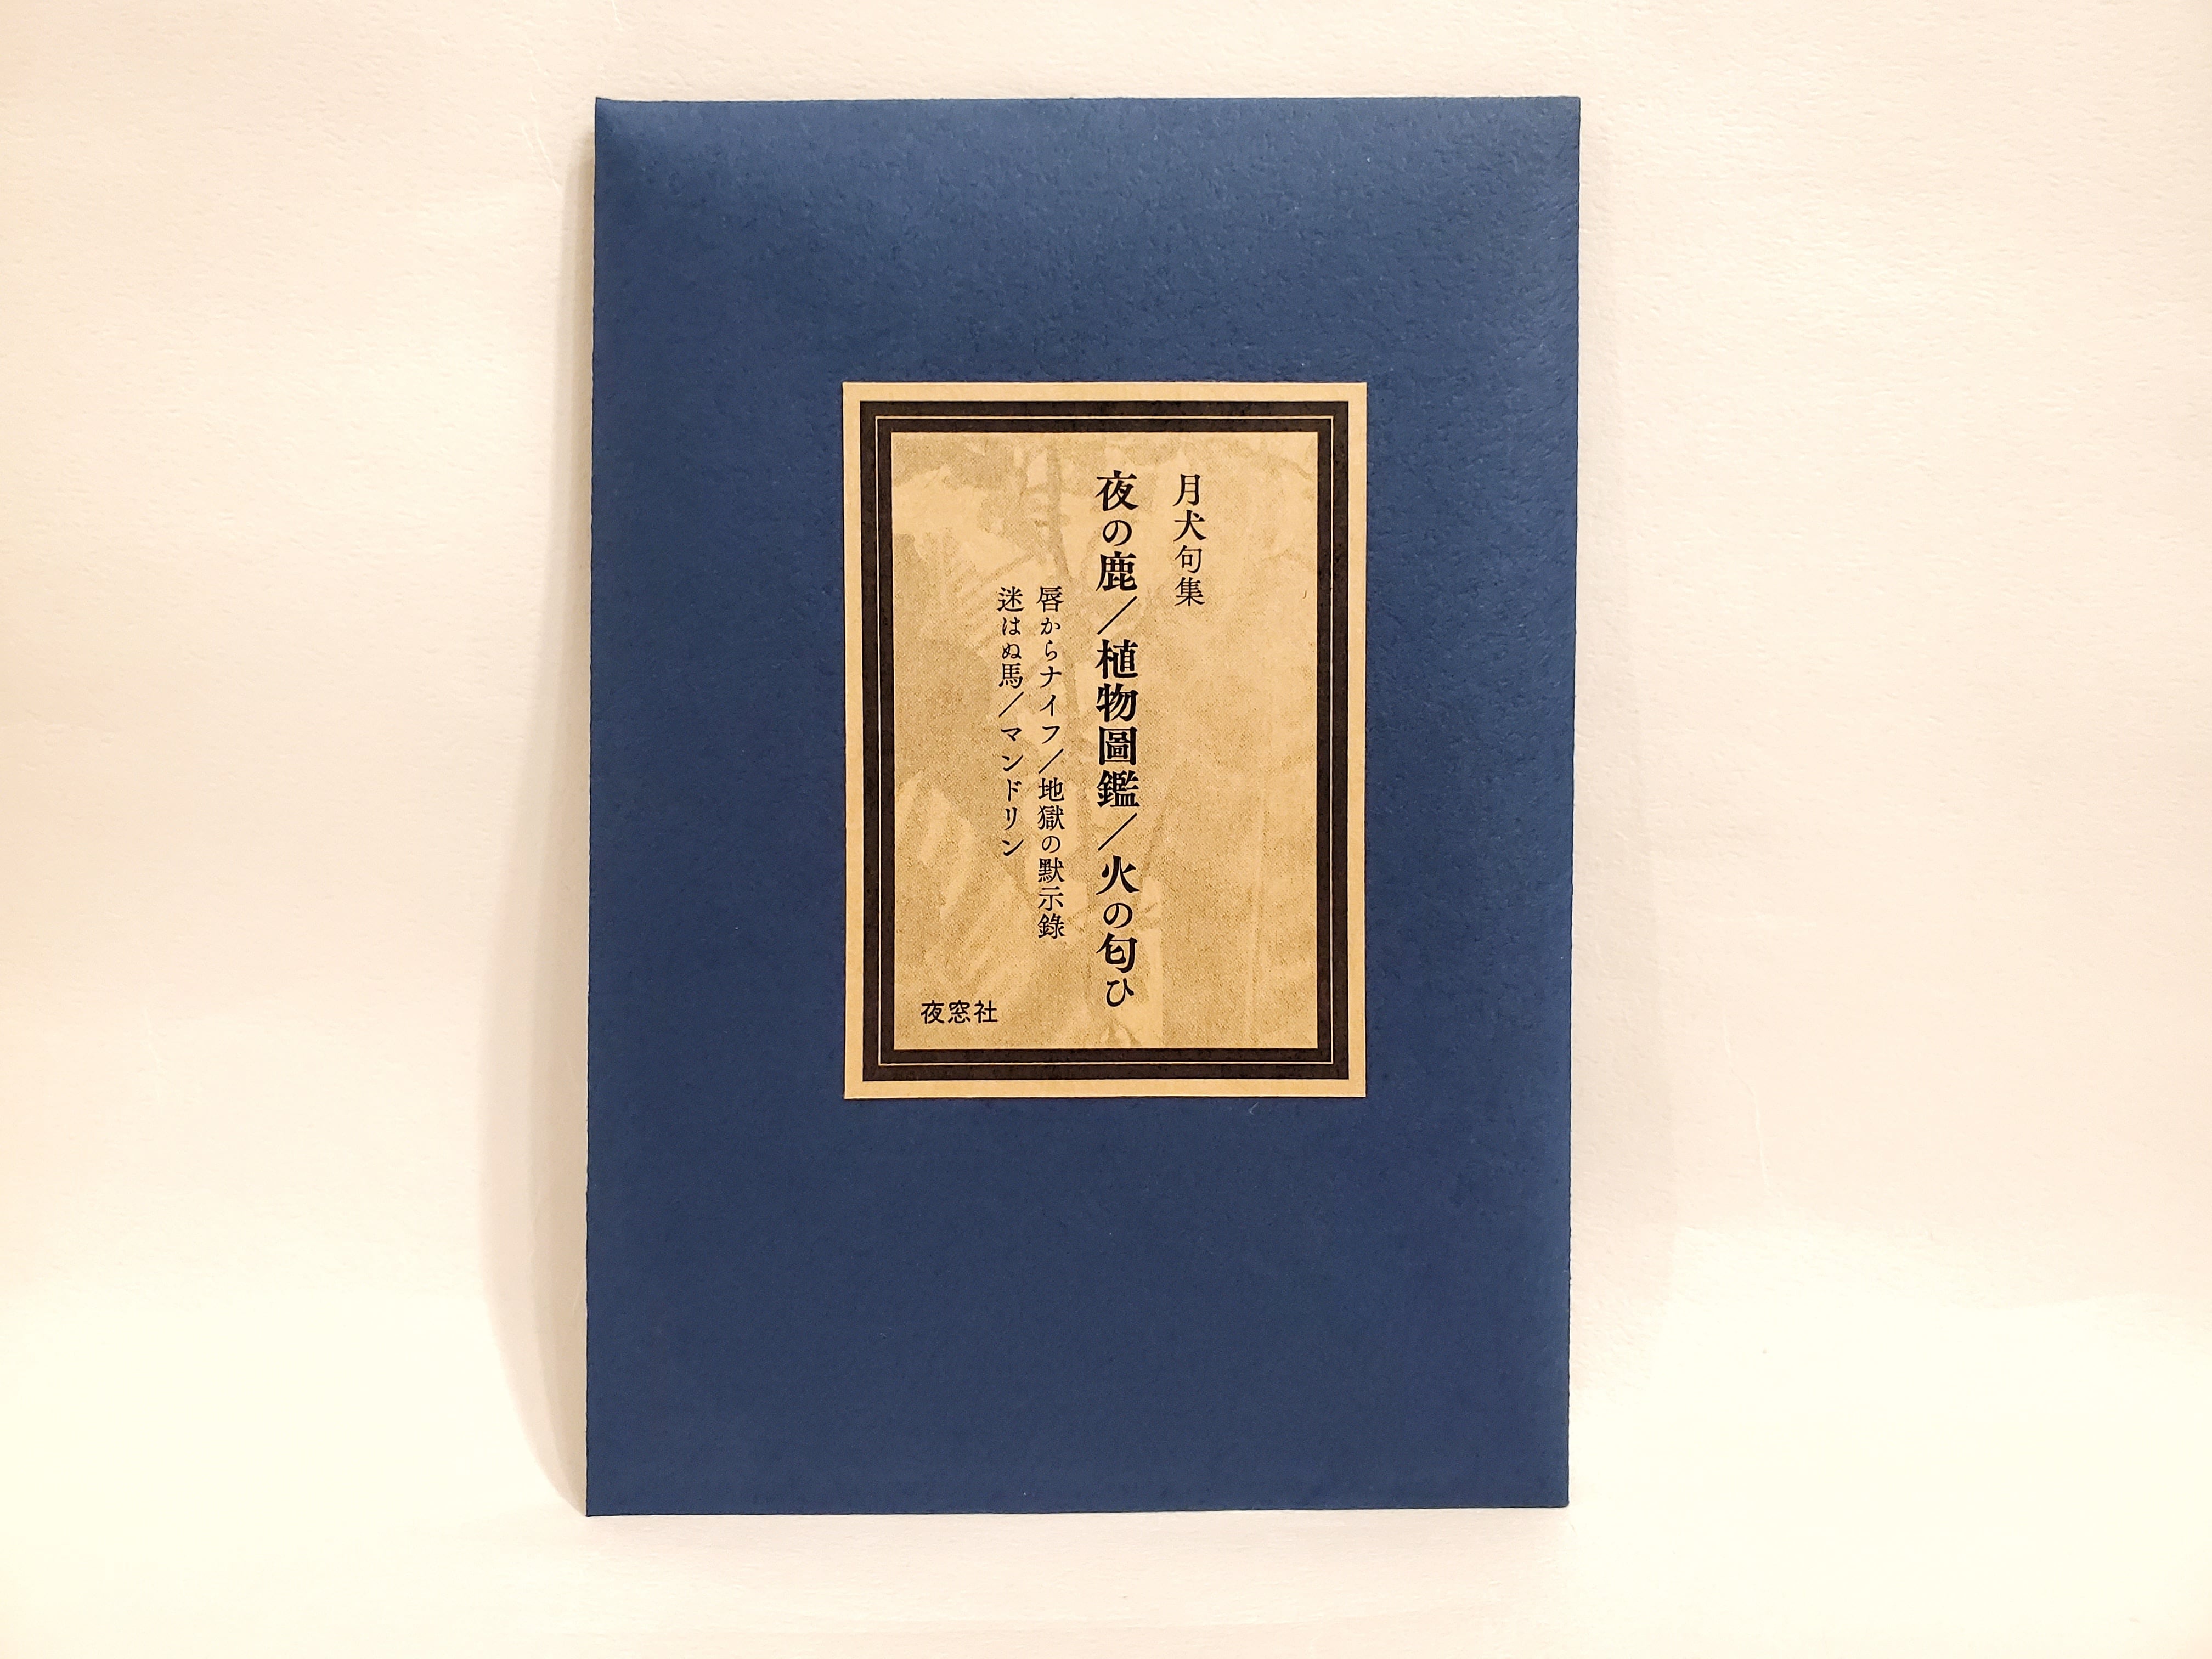 月犬句集
夜の鹿／植物圖鑑／火の匂ひ
唇からナイフ／地獄の默示錄
迷はぬ馬／マンドリン
夜窓社